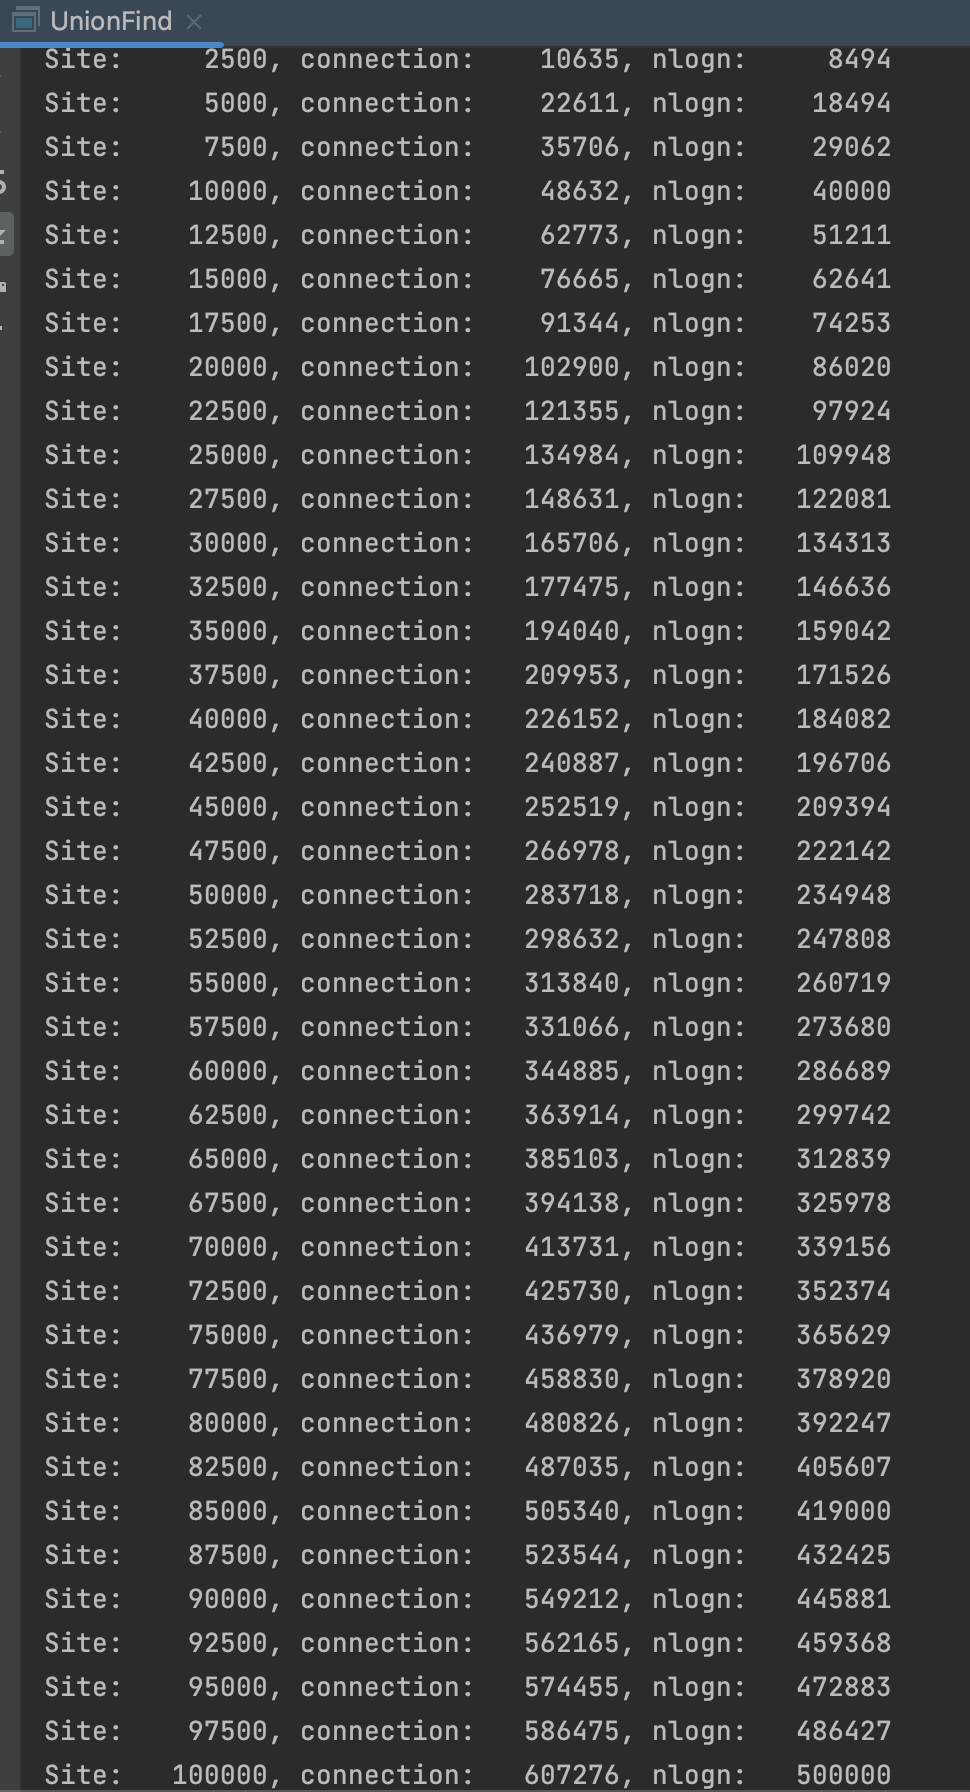 UnionFind
Site:     2500, connection:    10635, nlogn:     8494
Site:     5000, connection:    22611, nlogn:    18494
Site:     7500, connection:    35706, nlogn:    29062
Site:    10000, connection:    48632, nlogn:    40000
Site:    12500, connection:    62773, nlogn:    51211
Site:    15000, connection:    76665, nlogn:    62641
Site:    17500, connection:    91344, nlogn:    74253
Site:    20000, connection:   102900, nlogn:    86020
Site:    22500, connection:   121355, nlogn:    97924
Site:    25000, connection:   134984, nlogn:   109948
Site:    27500, connection:   148631, nlogn:   122081
Site:    30000, connection:   165706, nlogn:   134313
Site:    32500, connection:   177475, nlogn:   146636
Site:    35000, connection:   194040, nlogn:   159042
Site:    37500, connection:   209953, nlogn:   171526
Site:    40000, connection:   226152, nlogn:   184082
Site:    42500, connection:   240887, nlogn:   196706
Site:    45000, connection:   252519, nlogn:   209394
Site:    47500, connection:   266978, nlogn:   222142
Site:    50000, connection:   283718, nlogn:   234948
Site:    52500, connection:   298632, nlogn:   247808
Site:    55000, connection:   313840, nlogn:   260719
Site:    57500, connection:   331066, nlogn:   273680
Site:    60000, connection:   344885, nlogn:   286689
Site:    62500, connection:   363914, nlogn:   299742
Site:    65000, connection:   385103, nlogn:   312839
Site:    67500, connection:   394138, nlogn:   325978
Site:    70000, connection:   413731, nlogn:   339156
Site:    72500, connection:   425730, nlogn:   352374
Site:    75000, connection:   436979, nlogn:   365629
Site:    77500, connection:   458830, nlogn:   378920
Site:    80000, connection:   480826, nlogn:   392247
Site:    82500, connection:   487035, nlogn:   405607
Site:    85000, connection:   505340, nlogn:   419000
Site:    87500, connection:   523544, nlogn:   432425
Site:    90000, connection:   549212, nlogn:   445881
Site:    92500, connection:   562165, nlogn:   459368
Site:    95000, connection:   574455, nlogn:   472883
Site:    97500, connection:   586475, nlogn:   486427
Site:   100000, connection:   607276, nlogn:   500000